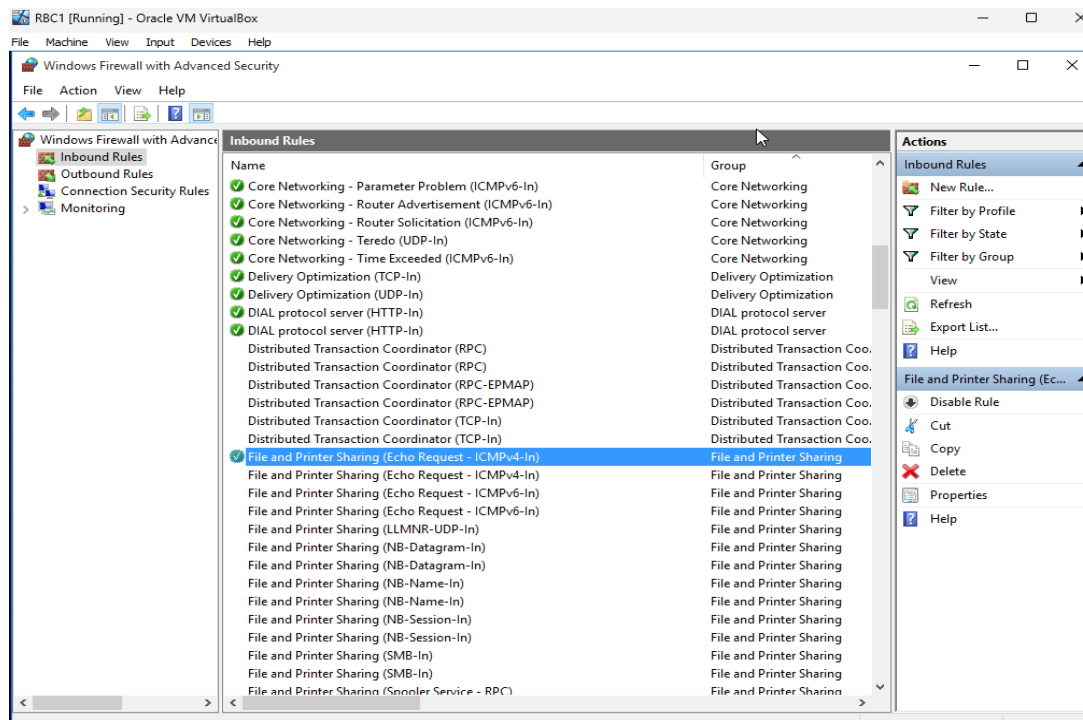 RBC1 [Running] - Oracle VM VirtualBox
File Machine View Input Devices Help
Windows Firewall with Advanced Security
File Action View Help
Windows Firewall with Advance
Inbound Rules
Outbound Rules
Connection Security Rules
Monitoring
Inbound Rules
Name Group
Core Networking - Parameter Problem (ICMPv6-In) Core Networking
Core Networking - Router Advertisement (ICMPv6-In) Core Networking
Core Networking - Router Solicitation (ICMPv6-In) Core Networking
Core Networking - Teredo (UDP-In) Core Networking
Core Networking - Time Exceeded (ICMPv6-In) Core Networking
Delivery Optimization (TCP-In) Delivery Optimization
Delivery Optimization (UDP-In) Delivery Optimization
DIAL protocol server (HTTP-In) DIAL protocol server
DIAL protocol server (HTTP-In) DIAL protocol server
Distributed Transaction Coordinator (RPC) Distributed Transaction Coo.
Distributed Transaction Coordinator (RPC) Distributed Transaction Coo.
Distributed Transaction Coordinator (RPC-EPMAP) Distributed Transaction Coo.
Distributed Transaction Coordinator (RPC-EPMAP) Distributed Transaction Coo.
Distributed Transaction Coordinator (TCP-In) Distributed Transaction Coo.
Distributed Transaction Coordinator (TCP-In) Distributed Transaction Coo.
File and Printer Sharing (Echo Request - ICMPv4-In) File and Printer Sharing
File and Printer Sharing (Echo Request - ICMPv4-In) File and Printer Sharing
File and Printer Sharing (Echo Request - ICMPv6-In) File and Printer Sharing
File and Printer Sharing (Echo Request - ICMPv6-In) File and Printer Sharing
File and Printer Sharing (LLMNR-UDP-In) File and Printer Sharing
File and Printer Sharing (NB-Datagram-In) File and Printer Sharing
File and Printer Sharing (NB-Datagram-In) File and Printer Sharing
File and Printer Sharing (NB-Name-In) File and Printer Sharing
File and Printer Sharing (NB-Name-In) File and Printer Sharing
File and Printer Sharing (NB-Session-In) File and Printer Sharing
File and Printer Sharing (NB-Session-In) File and Printer Sharing
File and Printer Sharing (SMB-In) File and Printer Sharing
File and Printer Sharing (SMB-In) File and Printer Sharing
File and Printer Sharing (Spooler Service - RPC) File and Printer Sharing
Actions
Inbound Rules
New Rule...
Filter by Profile
Filter by State
Filter by Group
View
Refresh
Export List...
Help
File and Printer Sharing (Ec...
Disable Rule
Cut
Copy
Delete
Properties
Help